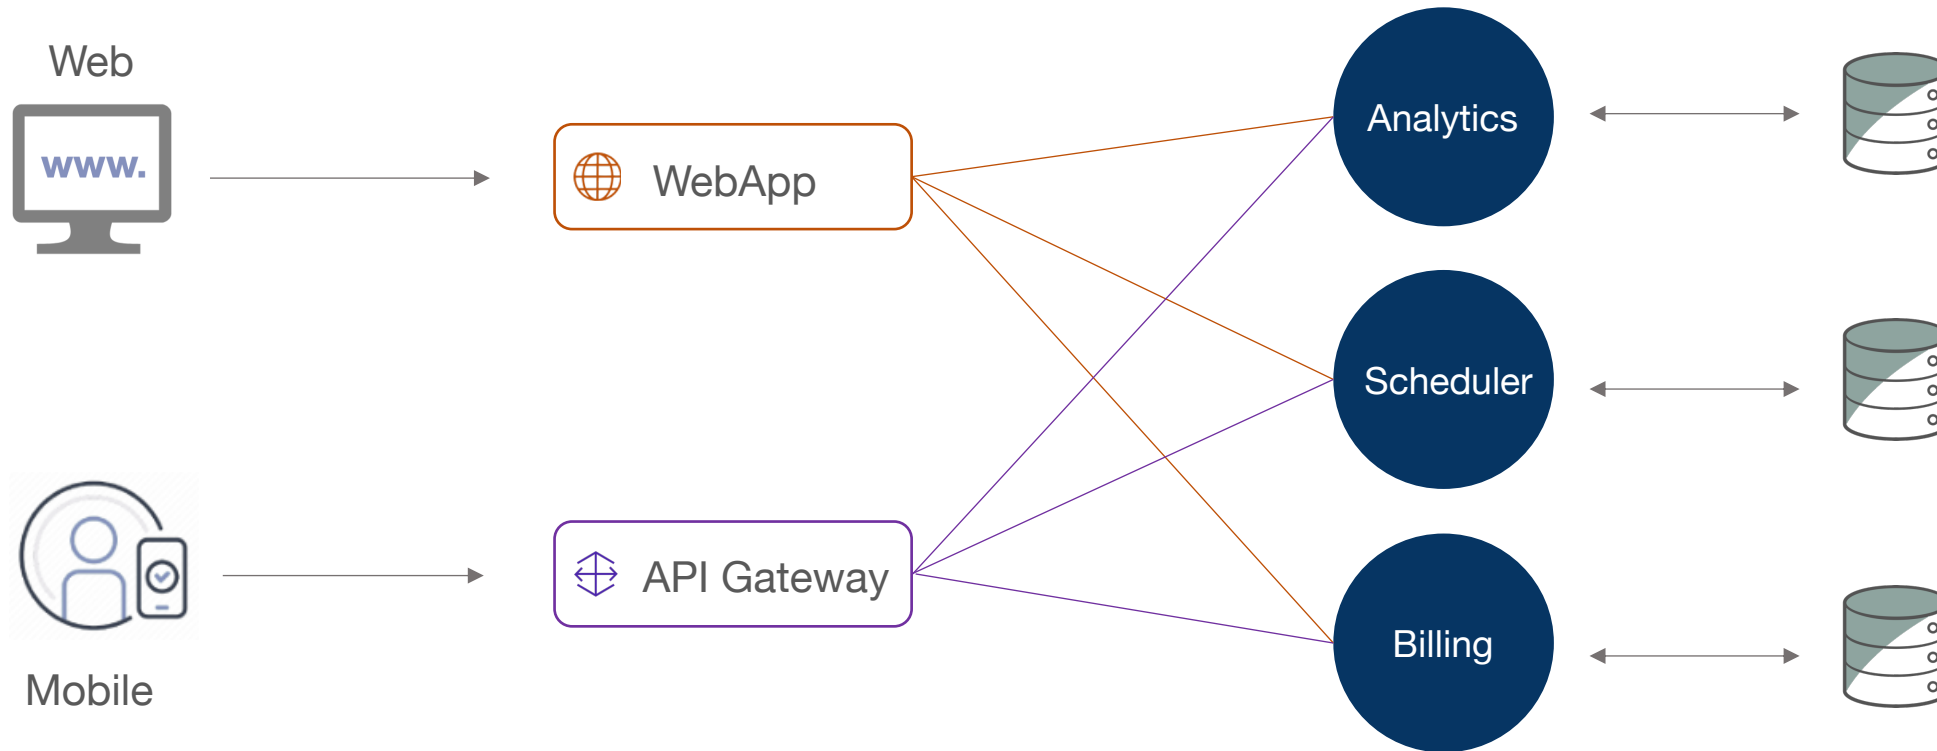 Web
www.
WebApp
Analytics
Scheduler
API Gateway
Billing
Mobile